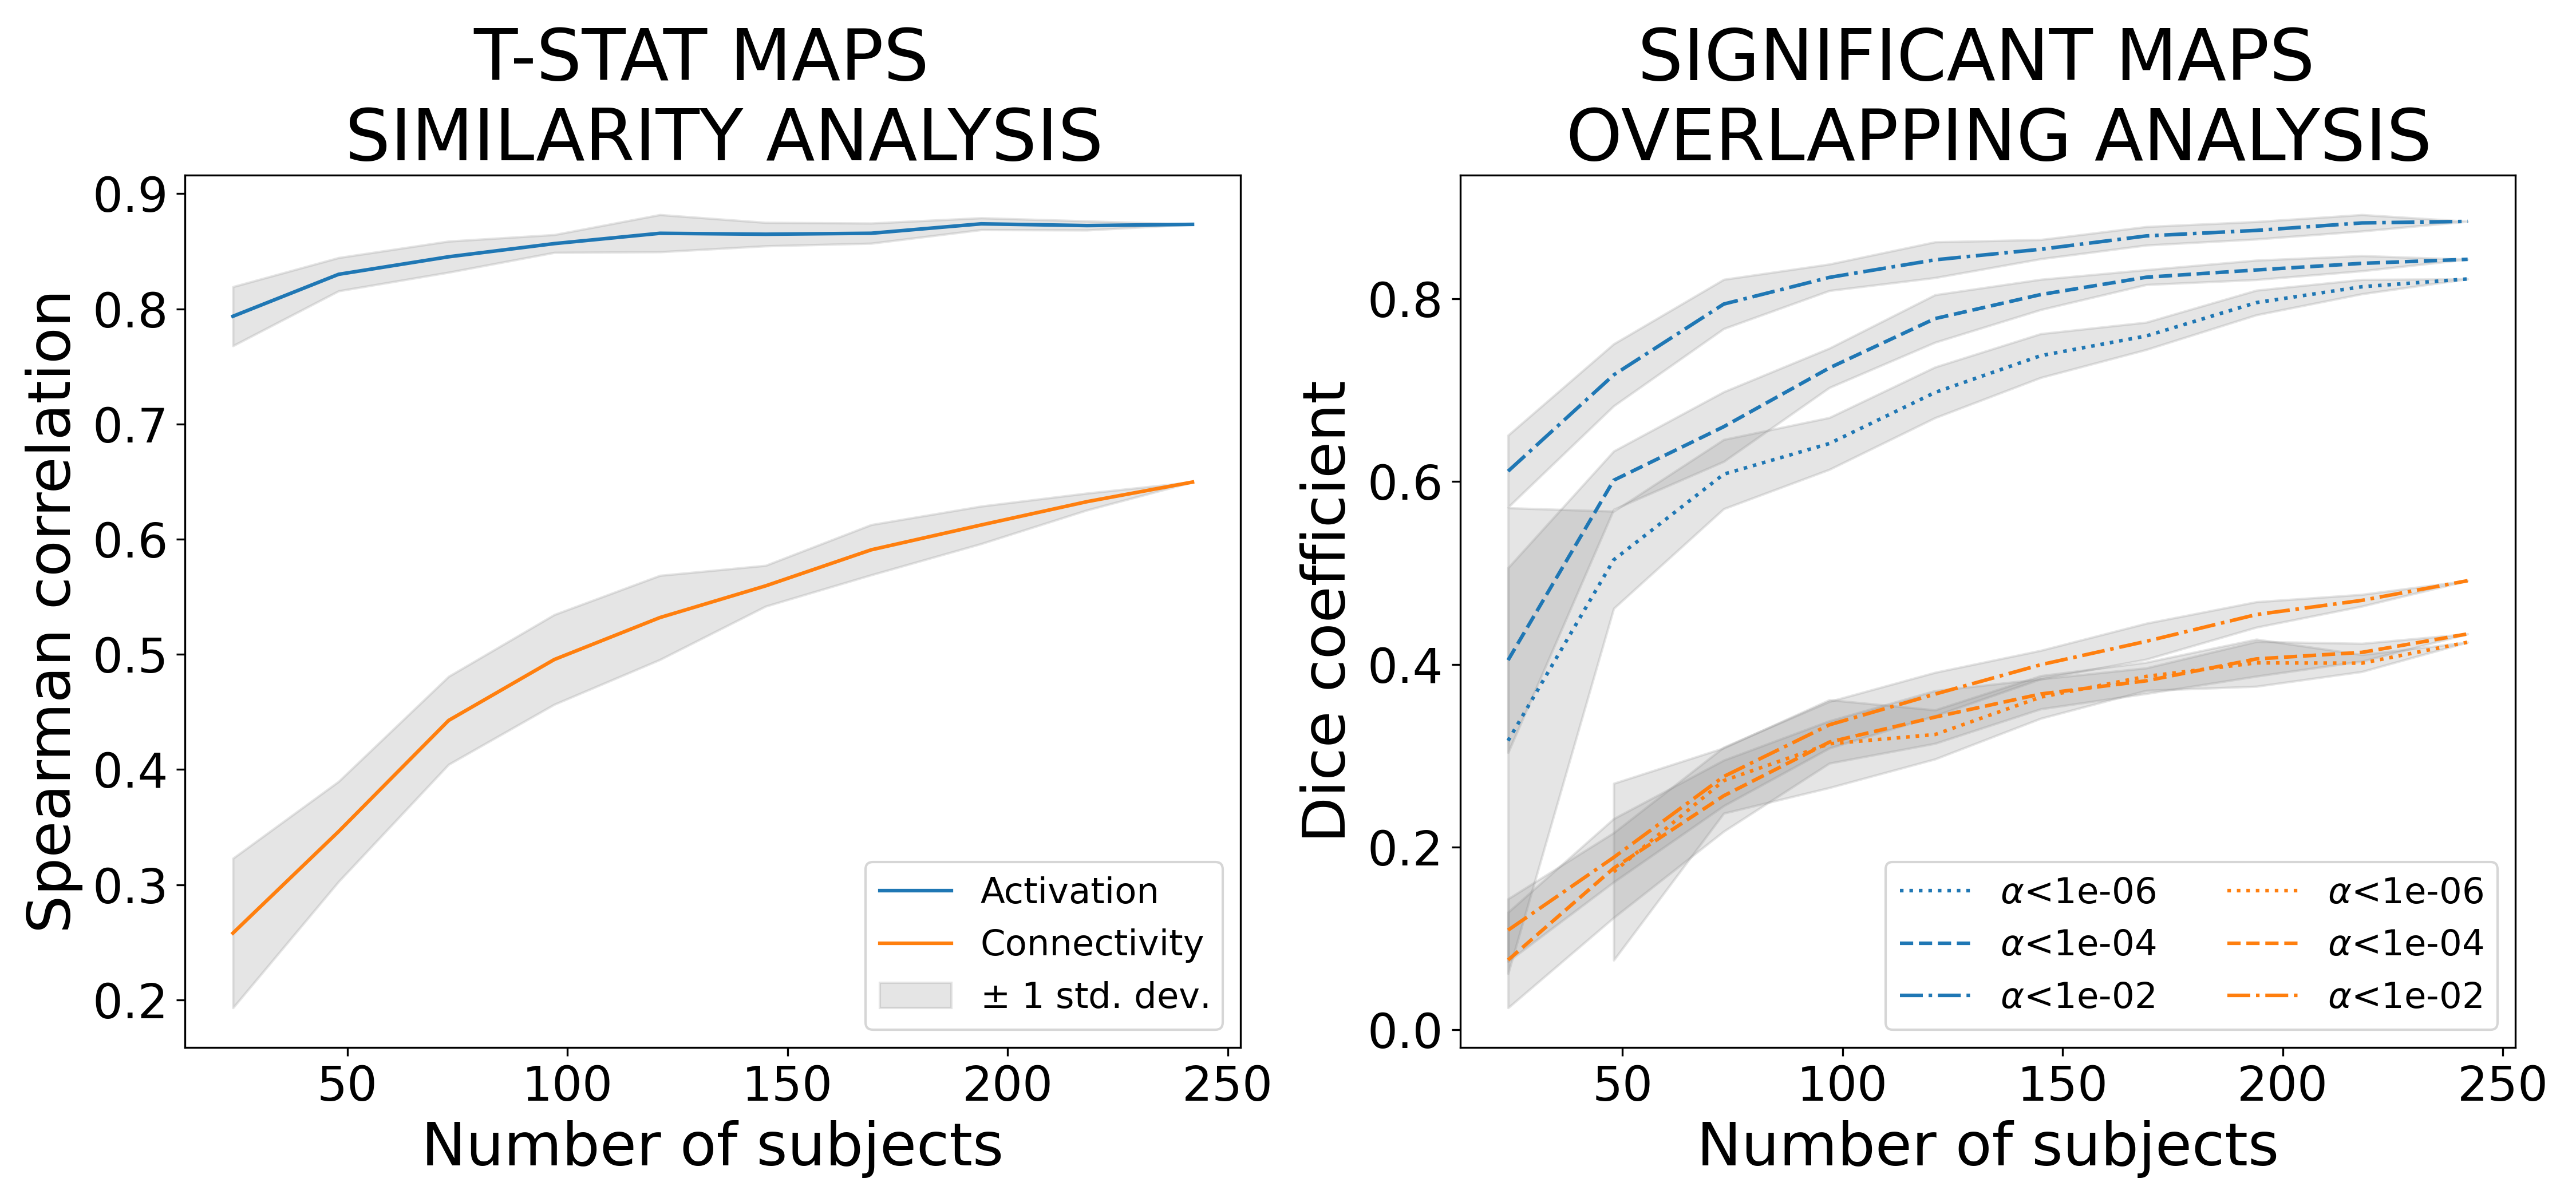 T-STAT MAPS
SIMILARITY ANALYSIS
Spearman correlation
0.9
0.8
0.7
0.6
0.5
0.4
0.3
0.2
Activation
Connectivity
± 1 std. dev.
50
100
150
200
250
Number of subjects
SIGNIFICANT MAPS
OVERLAPPING ANALYSIS
Dice coefficient
0.8
0.6
0.4
0.2
0.0
α<1e-06
α<1e-04
α<1e-02
α<1e-06
α<1e-04
α<1e-02
50
100
150
200
250
Number of subjects